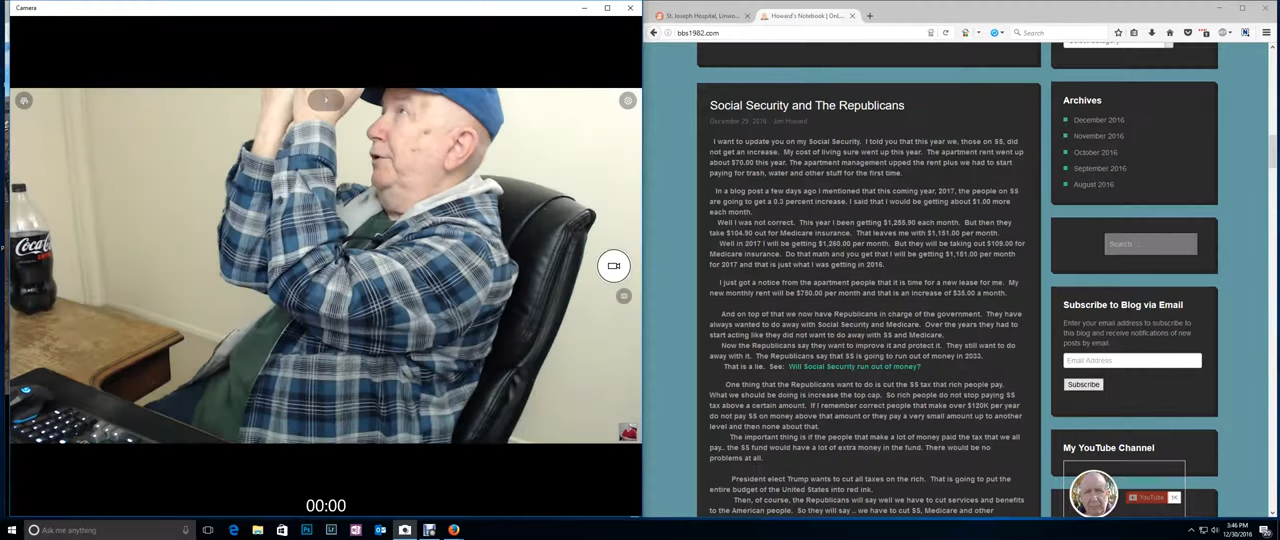 Camera
Coca-Cola
00:00
St. Joseph Hospital, Linwo...
Howard's Notebook | OnL...
bbs1982.com
Search
Social Security and The Republicans
December 29, 2016 Jim Howard
I want to update you on my Social Security. I told you that this year we, those on SS, did
not get an increase. My cost of living sure went up this year. The apartment rent went up
about $70.00 this year. The apartment management upped the rent plus we had to start
paying for trash, water and other stuff for the first time.
In a blog post a few days ago I mentioned that this coming year, 2017, the people on SS
are going to get a 0.3 percent increase. I said that I would be getting about $1.00 more
each month.
Well I was not correct. This year I been getting $1,255.90 each month. But then they
take $104.90 out for Medicare insurance. That leaves me with $1,151.00 per month.
Well in 2017 I will be getting $1,260.00 per month. But they will be taking out $109.00 for
Medicare insurance. Do that math and you get that I will be getting $1,151.00 per month
for 2017 and that is just what I was getting in 2016.
I just got a notice from the apartment people that it is time for a new lease for me. My
new monthly rent will be $750.00 per month and that is an increase of $35.00 a month.
And on top of that we now have Republicans in charge of the government. They have
always wanted to do away with Social Security and Medicare. Over the years they had to
start acting like they did not want to do away with SS and Medicare.
Now the Republicans say they want to improve it and protect it. They still want to do
away with it. The Republicans say that SS is going to run out of money in 2033.
That is a lie. See: Will Social Security run out of money?
One thing that the Republicans want to do is cut the SS tax that rich people pay.
What we should be doing is increase the top cap. So rich people do not stop paying SS
tax above a certain amount. If I remember correct people that make over $120K per year
do not pay SS on money above that amount or they pay a very small amount up to another
level and then none about that.
The important thing is if the people that make a lot of money paid the tax that we all
pay.. the SS fund would have a lot of extra money in the fund. There would be no
problems at all.
President elect Trump wants to cut all taxes on the rich. That is going to put the
entire budget of the United States into red ink.
Then, of course, the Republicans will say well we have to cut services and benefits
to the American people. So they will say .. we have to cut SS, Medicare and other
Archives
December 2016
November 2016
October 2016
September 2016
August 2016
Search …
Subscribe to Blog via Email
Enter your email address to subscribe to
this blog and receive notifications of new
posts by email.
Email Address
Subscribe
My YouTube Channel
YouTube 1K
Ask me anything
3:46 PM
12/30/2016